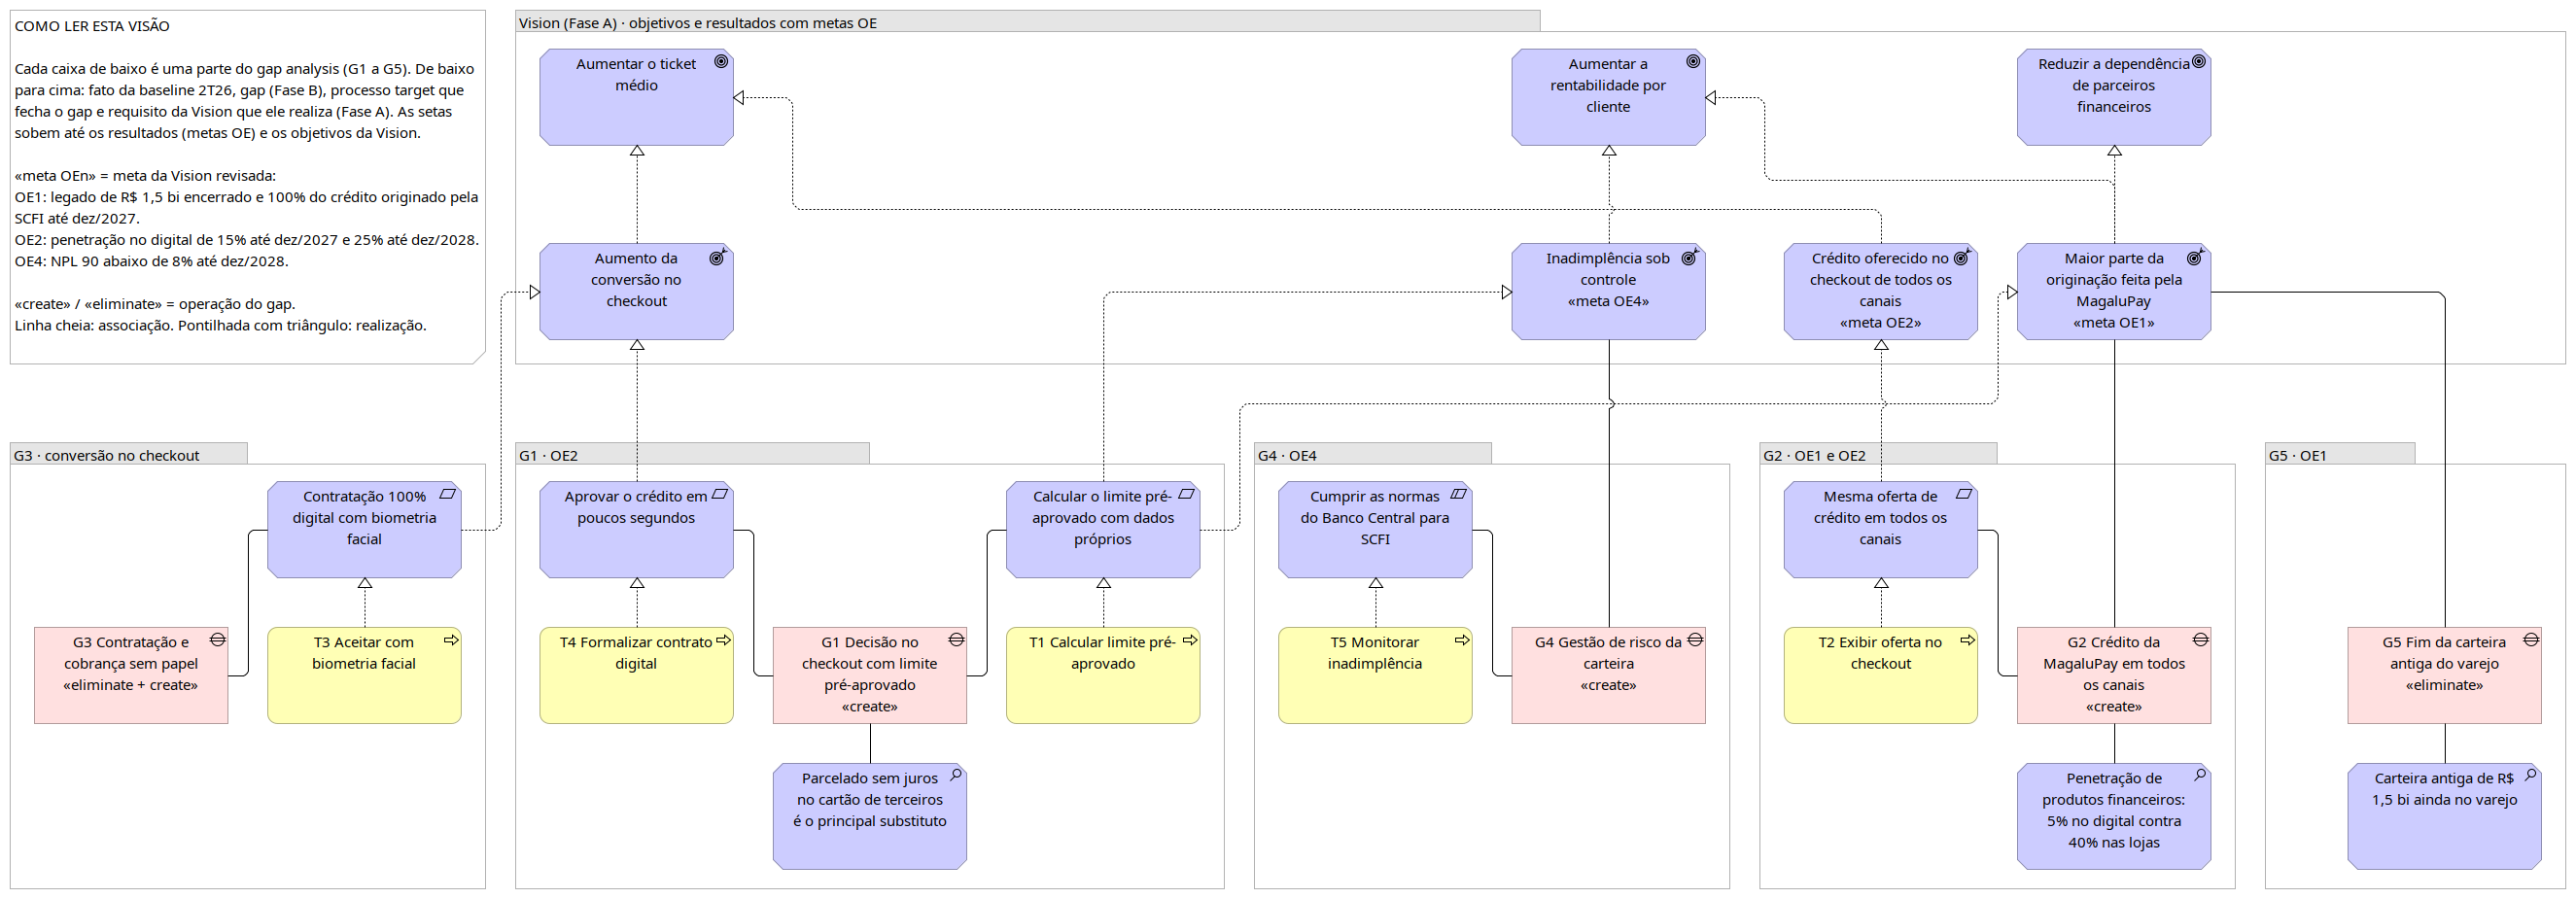 COMO LER ESTA VISÃO
Cada caixa de baixo é uma parte do gap analysis (G1 a G5). De baixo
para cima: fato da baseline 2T26, gap (Fase B), processo target que
fecha o gap e requisito da Vision que ele realiza (Fase A). As setas
sobem até os resultados (metas OE) e os objetivos da Vision.
«meta OEn» = meta da Vision revisada:
OE1: legado de R$ 1,5 bi encerrado e 100% do crédito originado pela
SCFI até dez/2027.
OE2: penetração no digital de 15% até dez/2027 e 25% até dez/2028.
OE4: NPL 90 abaixo de 8% até dez/2028.
«create» / «eliminate» = operação do gap.
Linha cheia: associação. Pontilhada com triângulo: realização.
Vision (Fase A) · objetivos e resultados com metas OE
Aumentar o ticket
médio
Aumentar a
rentabilidade por
cliente
Reduzir a dependência
de parceiros
financeiros
Aumento da
conversão no
checkout
Inadimplência sob
controle
«meta OE4»
Crédito oferecido no
checkout de todos os
canais
«meta OE2»
Maior parte da
originação feita pela
MagaluPay
«meta OE1»
G3 · conversão no checkout
Contratação 100%
digital com biometria
facial
G3 Contratação e
cobrança sem papel
«eliminate + create»
T3 Aceitar com
biometria facial
G1 · OE2
Aprovar o crédito em
poucos segundos
Calcular o limite pré-
aprovado com dados
próprios
T4 Formalizar contrato
digital
G1 Decisão no
checkout com limite
pré-aprovado
«create»
T1 Calcular limite pré-
aprovado
Parcelado sem juros
no cartão de terceiros
é o principal substituto
G4 · OE4
Cumprir as normas
do Banco Central para
SCFI
T5 Monitorar
inadimplência
G4 Gestão de risco da
carteira
«create»
G2 · OE1 e OE2
Mesma oferta de
crédito em todos os
canais
T2 Exibir oferta no
checkout
G2 Crédito da
MagaluPay em todos
os canais
«create»
Penetração de
produtos financeiros:
5% no digital contra
40% nas lojas
G5 · OE1
G5 Fim da carteira
antiga do varejo
«eliminate»
Carteira antiga de R$
1,5 bi ainda no varejo